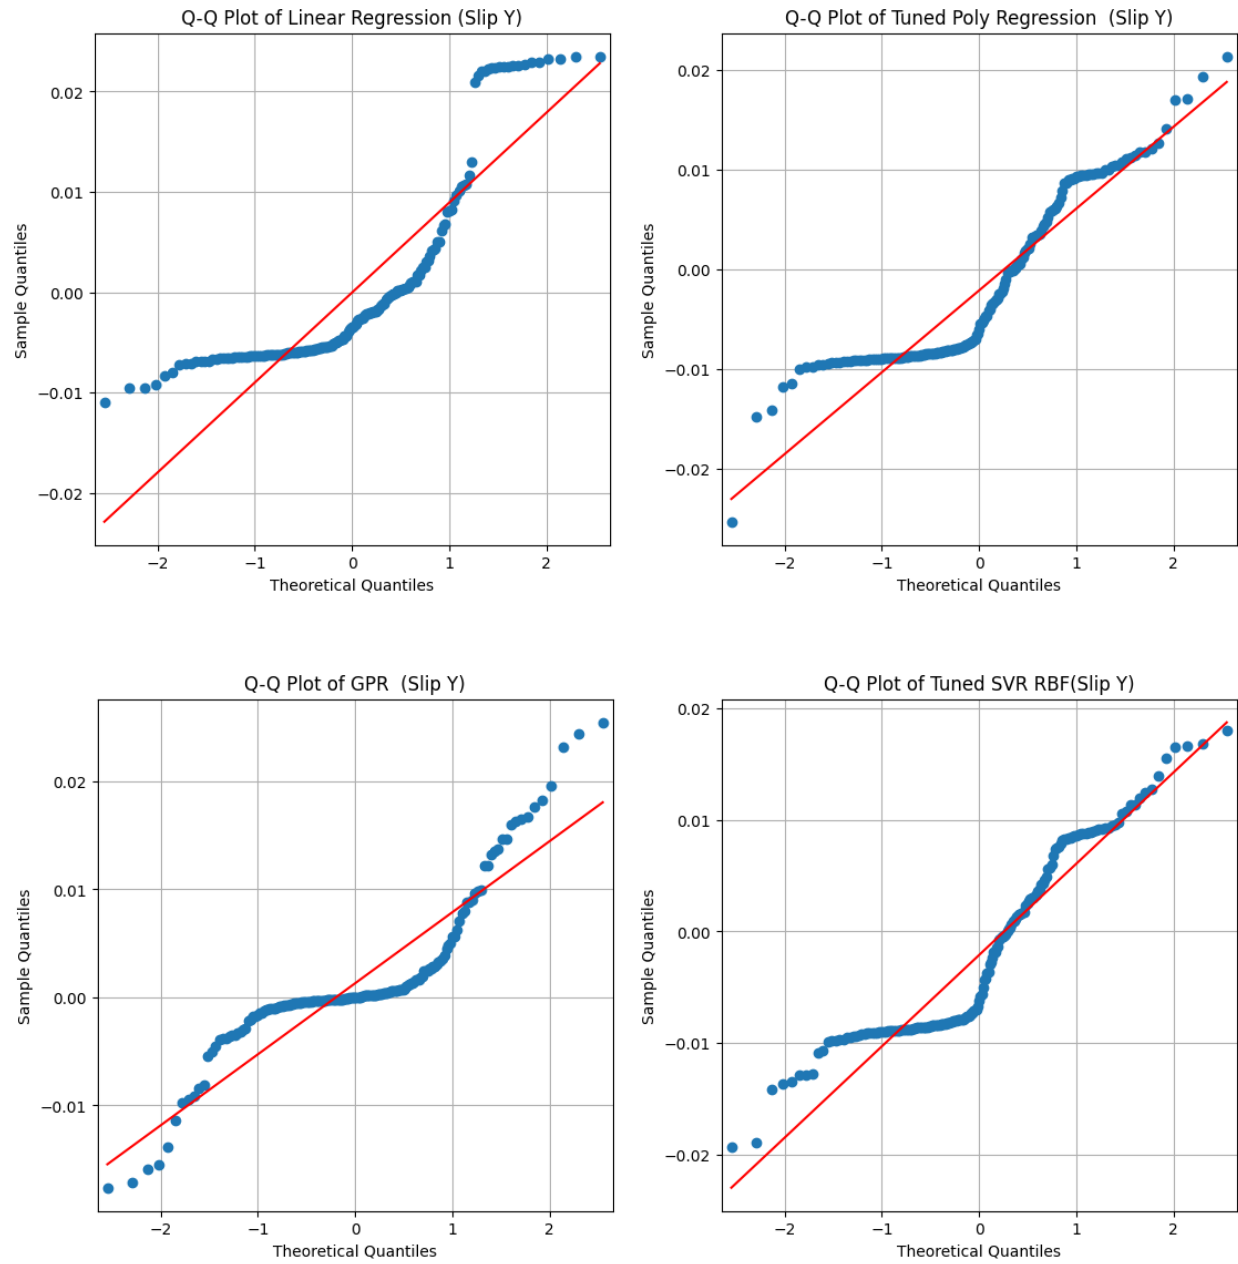 Q-Q Plot of Linear Regression (Slip Y)
0.02
0.01
0.00
−0.01
−0.02
Sample Quantiles
−2 −1 0 1 2
Theoretical Quantiles
Q-Q Plot of Tuned Poly Regression  (Slip Y)
0.02
0.01
0.00
−0.01
−0.02
Sample Quantiles
−2 −1 0 1 2
Theoretical Quantiles
Q-Q Plot of GPR  (Slip Y)
0.02
0.01
0.00
−0.01
Sample Quantiles
−2 −1 0 1 2
Theoretical Quantiles
Q-Q Plot of Tuned SVR RBF(Slip Y)
0.02
0.01
0.00
−0.01
−0.02
Sample Quantiles
−2 −1 0 1 2
Theoretical Quantiles